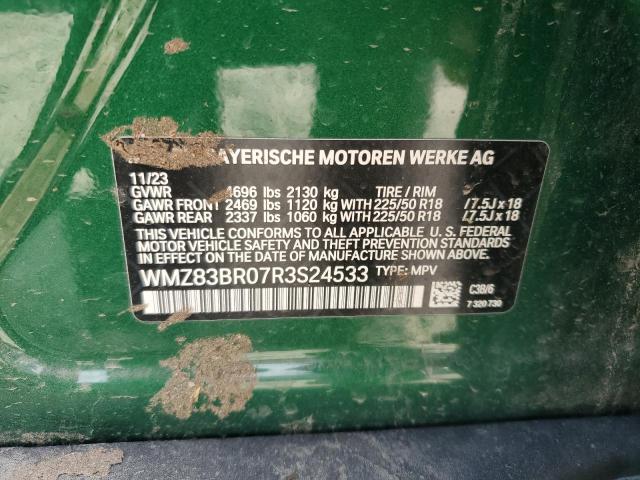 AYERISCHE MOTOREN WERKE AG
11/23
GVWR 4696 lbs 2130 kg TIRE / RIM
GAWR FRONT 2469 lbs 1120 kg WITH 225/50 R18 /7.5J x 18
GAWR REAR 2337 lbs 1060 kg WITH 225/50 R18 /7.5J x 18
THIS VEHICLE CONFORMS TO ALL APPLICABLE U. S. FEDERAL
MOTOR VEHICLE SAFETY, BUMPER, AND THEFT PREVENTION STANDARDS
IN EFFECT ON THE DATE OF MANUFACTURE SHOWN ABOVE.
WMZ83BR07R3S24533 TYPE: MPV
C3B/6
7 320 730